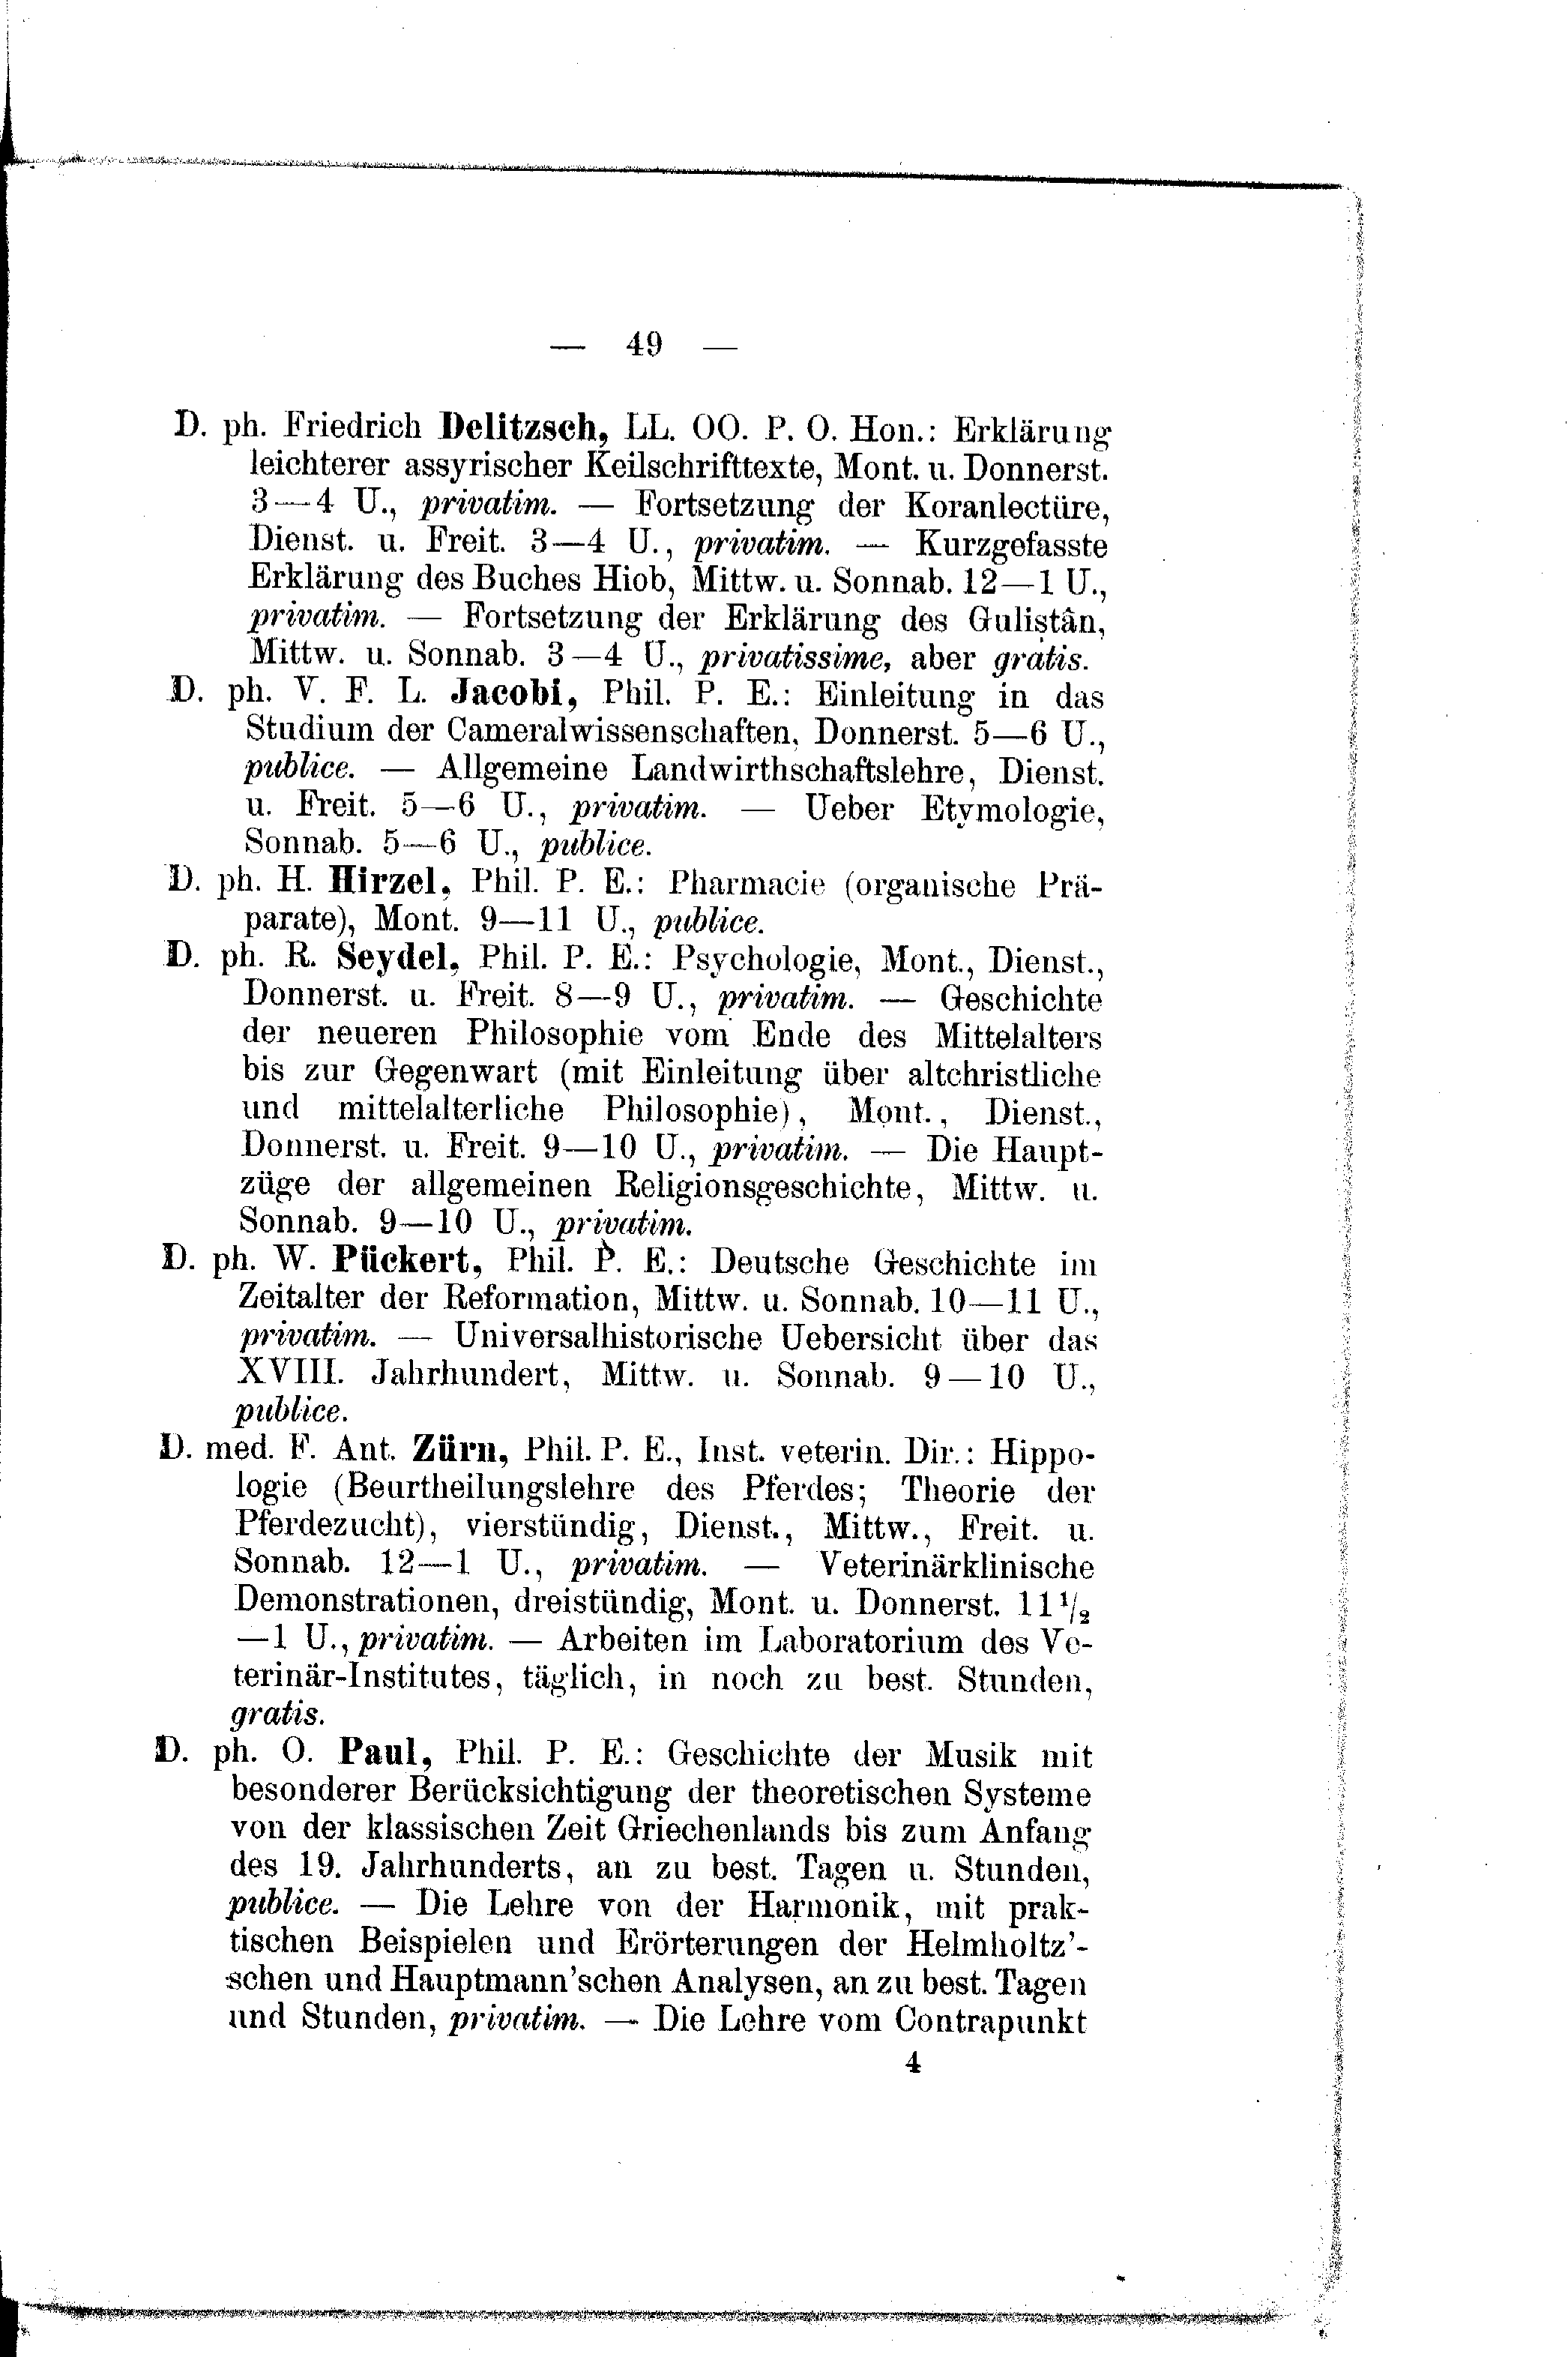 — 49 —
D. ph. Friedrich Delitzsch, LL. OO. P. O. Hon.: Erklärung
leichterer assyrischer Keilschrifttexte, Mont. u. Donnerst.
3—4 U., privatim. — Fortsetzung der Koranlectüre,
Dienst. u. Freit. 3—4 U., privatim. — Kurzgefasste
Erklärung des Buches Hiob, Mittw. u. Sonnab. 12—1 U.,
privatim. — Fortsetzung der Erklärung des Gulistân,
Mittw. u. Sonnab. 3—4 U., privatissime, aber gratis.
D. ph. V. F. L. Jacobi, Phil. P. E.: Einleitung in das
Studium der Cameralwissenschaften, Donnerst. 5—6 U.,
publice. — Allgemeine Landwirthschaftslehre, Dienst.
u. Freit. 5—6 U., privatim. — Ueber Etymologie,
Sonnab. 5—6 U., publice.
D. ph. H. Hirzel, Phil. P. E.: Pharmacie (organische Prä-
parate), Mont. 9—11 U., publice.
D. ph. R. Seydel, Phil. P. E.: Psychologie, Mont., Dienst.,
Donnerst. u. Freit. 8—9 U., privatim. — Geschichte
der neueren Philosophie vom Ende des Mittelalters
bis zur Gegenwart (mit Einleitung über altchristliche
und mittelalterliche Philosophie), Mont., Dienst.,
Donnerst. u. Freit. 9—10 U., privatim. — Die Haupt-
züge der allgemeinen Religionsgeschichte, Mittw. u.
Sonnab. 9—10 U., privatim.
D. ph. W. Pückert, Phil. P. E.: Deutsche Geschichte im
Zeitalter der Reformation, Mittw. u. Sonnab. 10—11 U.,
privatim. — Universalhistorische Uebersicht über das
XVIII. Jahrhundert, Mittw. u. Sonnab. 9—10 U.,
publice.
D. med. F. Ant. Zürn, Phil. P. E., Inst. veterin. Dir.: Hippo-
logie (Beurtheilungslehre des Pferdes; Theorie der
Pferdezucht), vierstündig, Dienst., Mittw., Freit. u.
Sonnab. 12—1 U., privatim. — Veterinärklinische
Demonstrationen, dreistündig, Mont. u. Donnerst. 11 1/2
—1 U., privatim. — Arbeiten im Laboratorium des Ve-
terinär-Institutes, täglich, in noch zu best. Stunden,
gratis.
D. ph. O. Paul, Phil. P. E.: Geschichte der Musik mit
besonderer Berücksichtigung der theoretischen Systeme
von der klassischen Zeit Griechenlands bis zum Anfang
des 19. Jahrhunderts, an zu best. Tagen u. Stunden,
publice. — Die Lehre von der Harmonik, mit prak-
tischen Beispielen und Erörterungen der Helmholtz'-
schen und Hauptmann'schen Analysen, an zu best. Tagen
und Stunden, privatim. — Die Lehre vom Contrapunkt
4